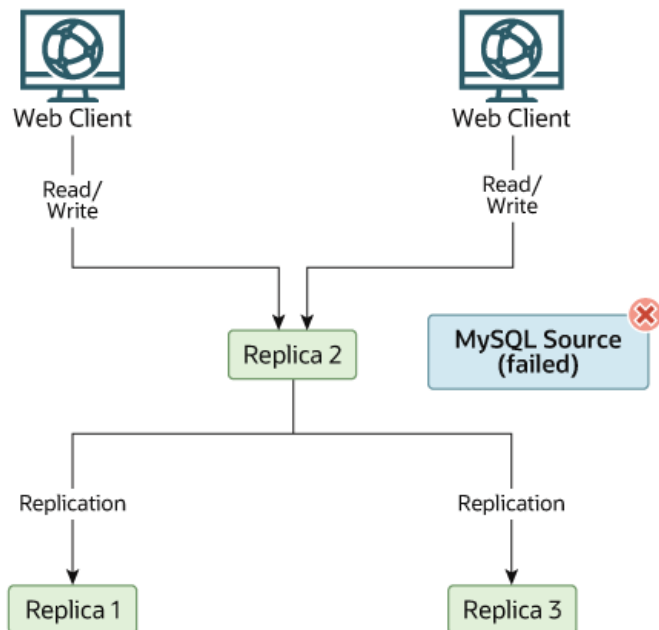 Web Client
Web Client
Read/
Write
Read/
Write
Replica 2
MySQL Source
(failed)
Replication
Replication
Replica 1
Replica 3